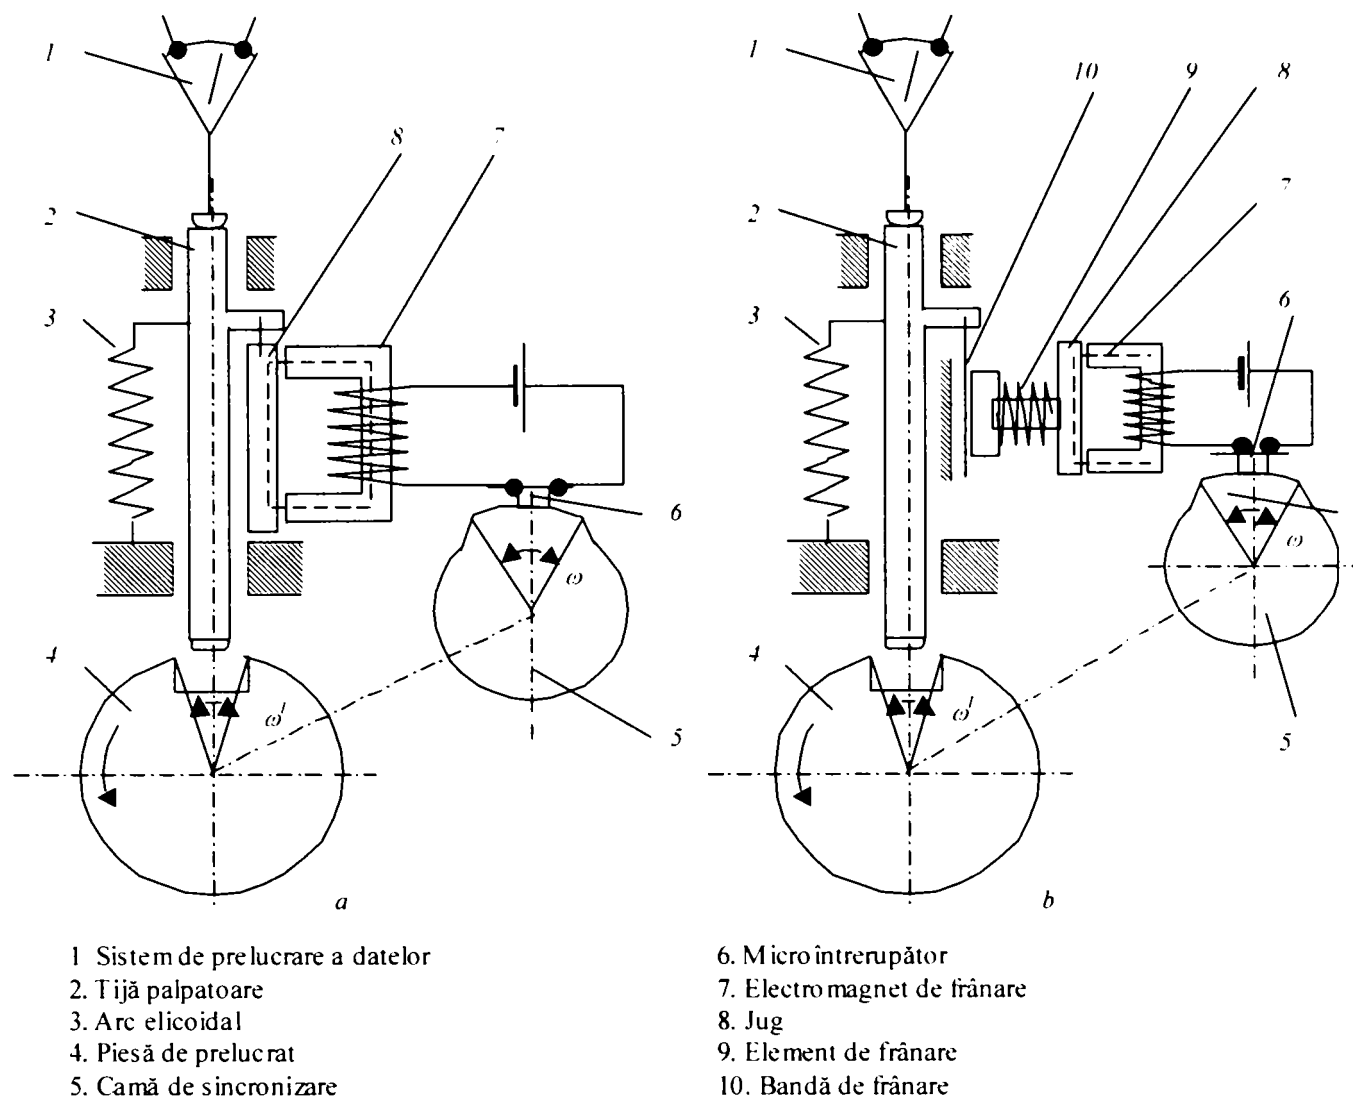 1
8
7
2
3
6
ω
4
ω'
5
a
1
10
9
8
7
2
6
3
ω
4
ω'
5
b
1 Sistem de prelucrare a datelor
2. Tijă palpatoare
3. Arc elicoidal
4. Piesă de prelucrat
5. Camă de sincronizare
6. Microîntrerupător
7. Electromagnet de frânare
8. Jug
9. Element de frânare
10. Bandă de frânare